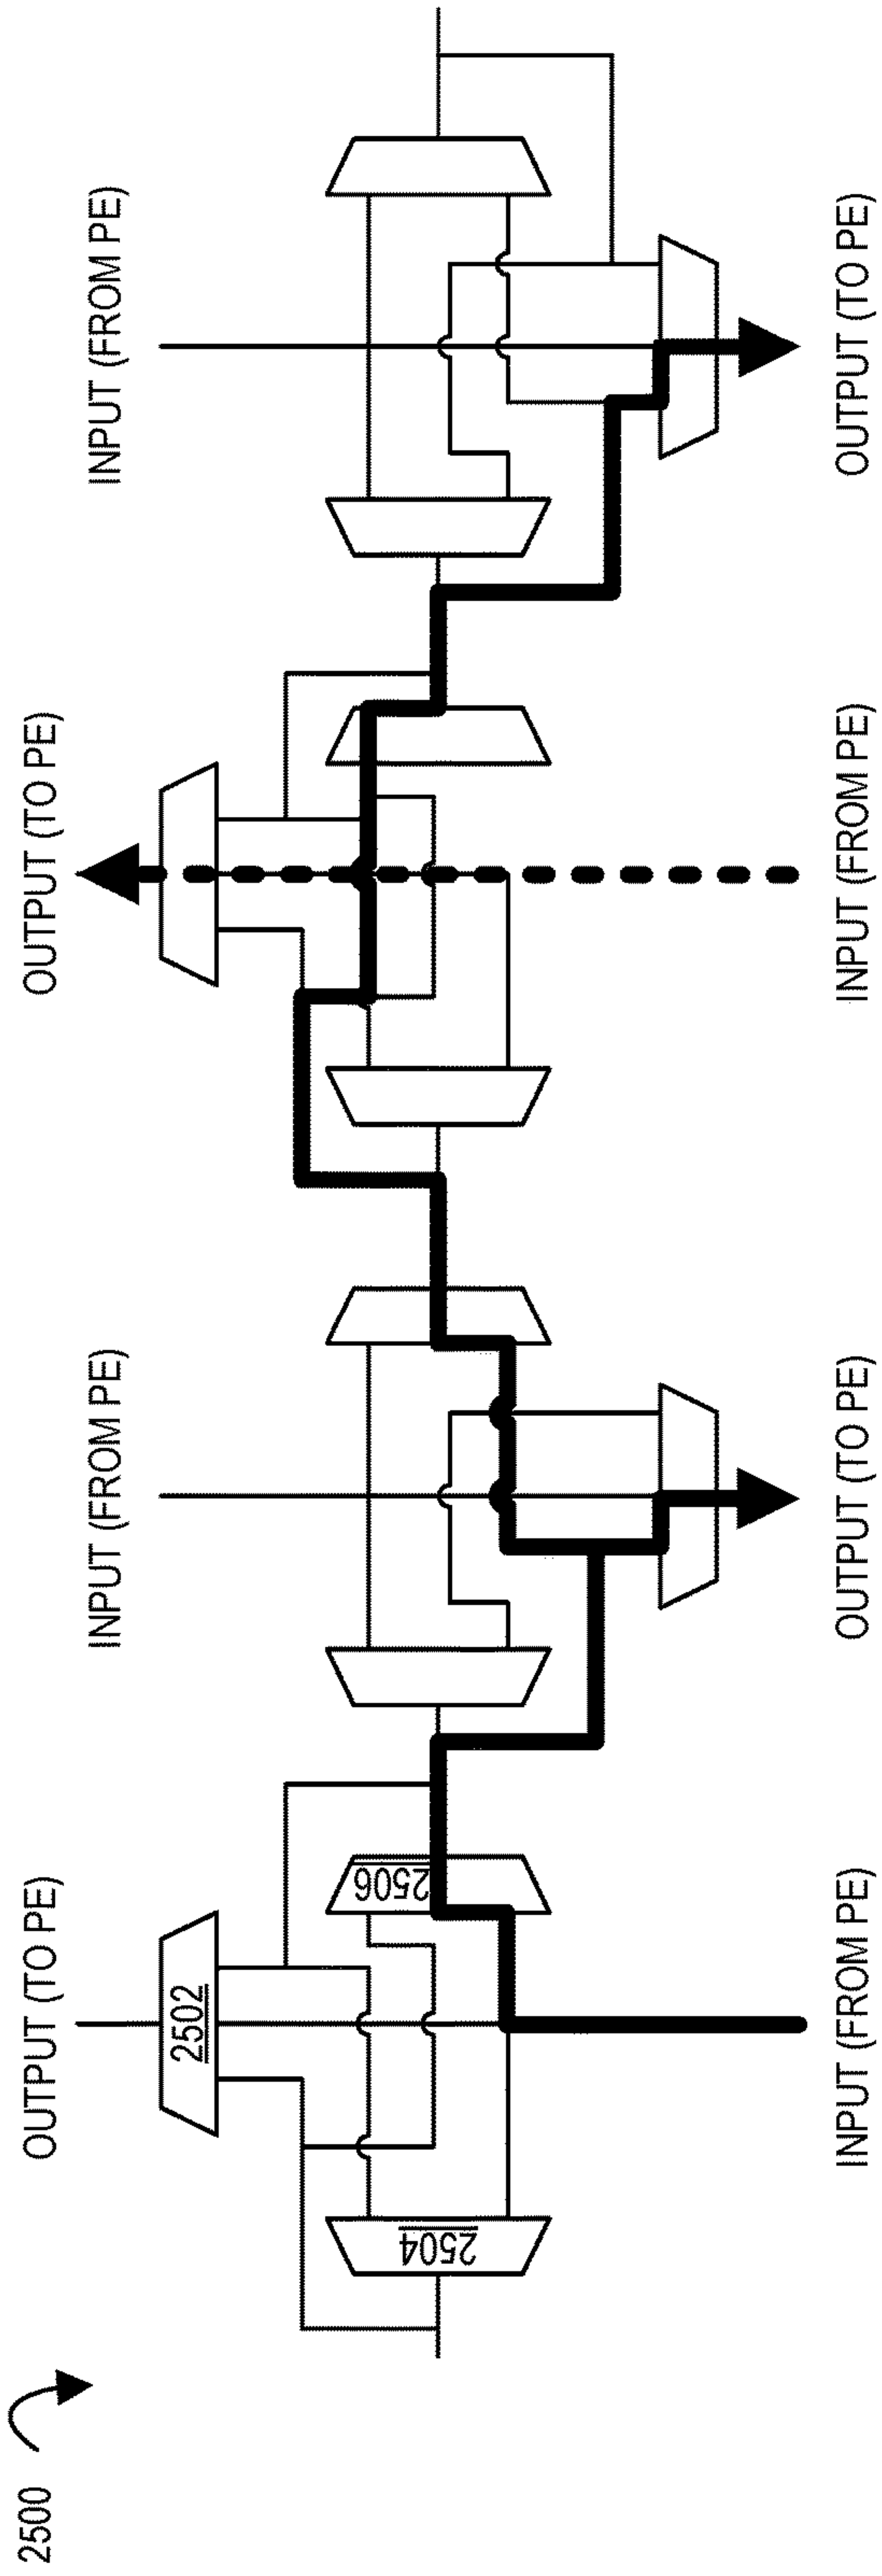 2500
OUTPUT (TO PE)
OUTPUT (TO PE)
INPUT (FROM PE)
INPUT (FROM PE)
2502
2504
2506
INPUT (FROM PE)
OUTPUT (TO PE)
INPUT (FROM PE)
OUTPUT (TO PE)